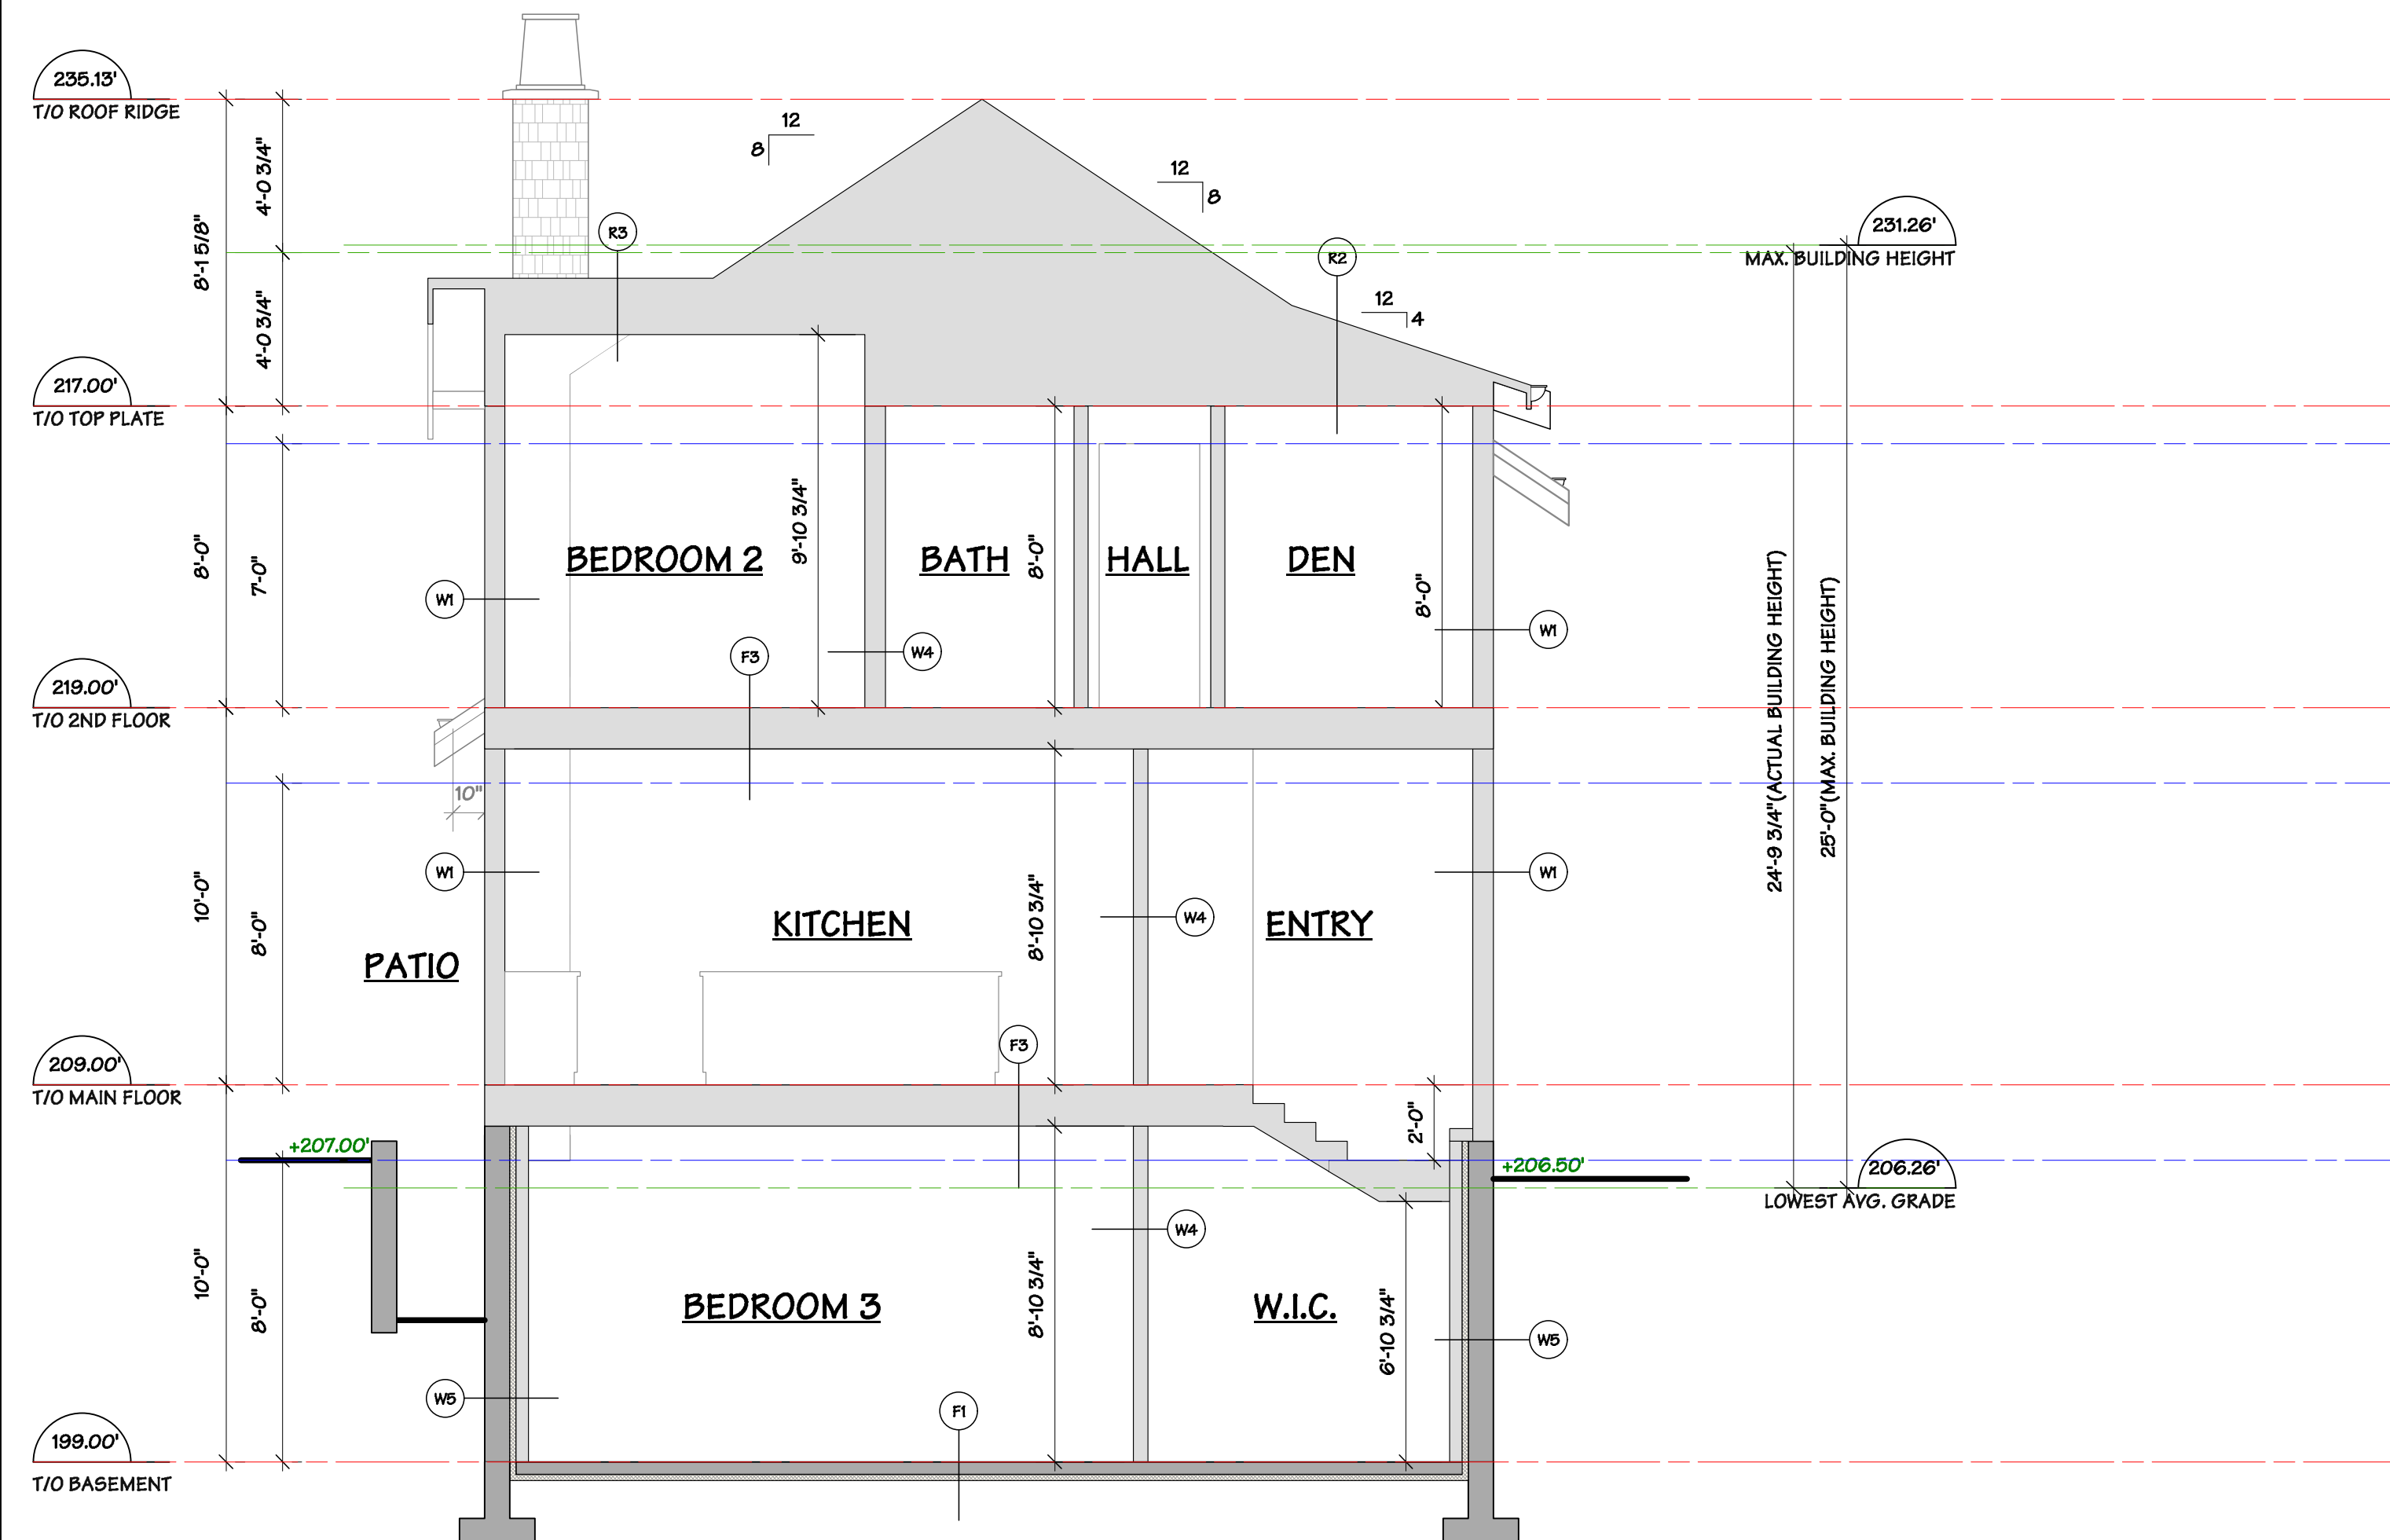 235.13'
T/O ROOF RIDGE
8'-1 5/8"
4'-0 3/4"
4'-0 3/4"
12
8
12
8
12
4
R3
R2
231.26'
MAX. BUILDING HEIGHT
217.00'
T/O TOP PLATE
8'-0"
7'-0"
BEDROOM 2
9'-10 3/4"
BATH
8'-0"
HALL
DEN
8'-0"
W1
F3
W4
W1
219.00'
T/O 2ND FLOOR
24'-9 3/4"(ACTUAL BUILDING HEIGHT)
25'-0"(MAX. BUILDING HEIGHT)
10"
10'-0"
8'-0"
W1
W1
KITCHEN
8'-10 3/4"
W4
ENTRY
PATIO
F3
209.00'
T/O MAIN FLOOR
2'-0"
+207.00'
+206.50'
206.26'
LOWEST AVG. GRADE
10'-0"
8'-0"
W4
BEDROOM 3
8'-10 3/4"
W.I.C.
6'-10 3/4"
W5
W5
F1
199.00'
T/O BASEMENT